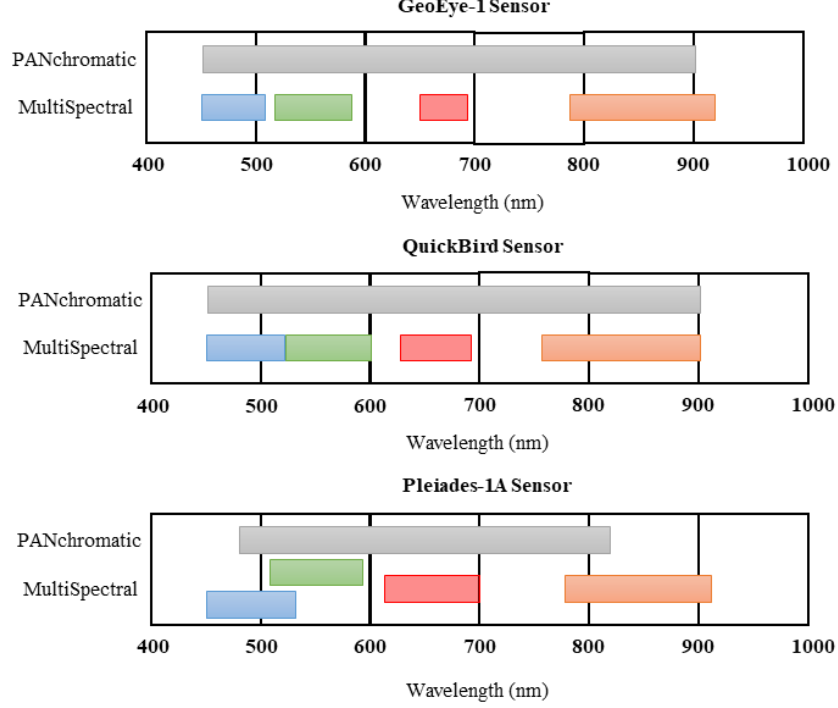 GeoEye-1 Sensor
PANchromatic
MultiSpectral
400 500 600 700 800 900 1000
Wavelength (nm)
QuickBird Sensor
PANchromatic
MultiSpectral
400 500 600 700 800 900 1000
Wavelength (nm)
Pleiades-1A Sensor
PANchromatic
MultiSpectral
400 500 600 700 800 900 1000
Wavelength (nm)